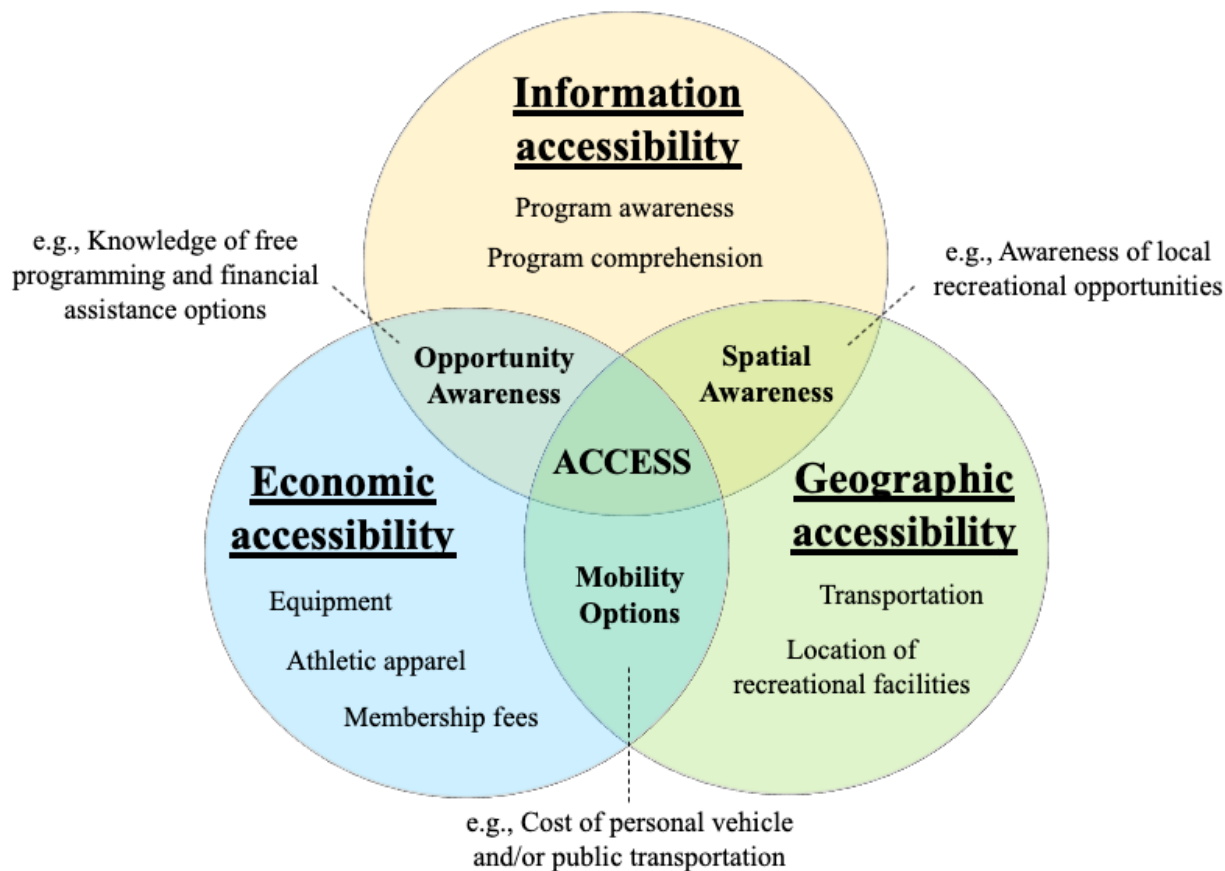 Information
accessibility
Program awareness
Program comprehension
e.g., Knowledge of free
programming and financial
assistance options
e.g., Awareness of local
recreational opportunities
Opportunity
Awareness
Spatial
Awareness
ACCESS
Economic
accessibility
Equipment
Athletic apparel
Membership fees
Mobility
Options
Geographic
accessibility
Transportation
Location of
recreational facilities
e.g., Cost of personal vehicle
and/or public transportation